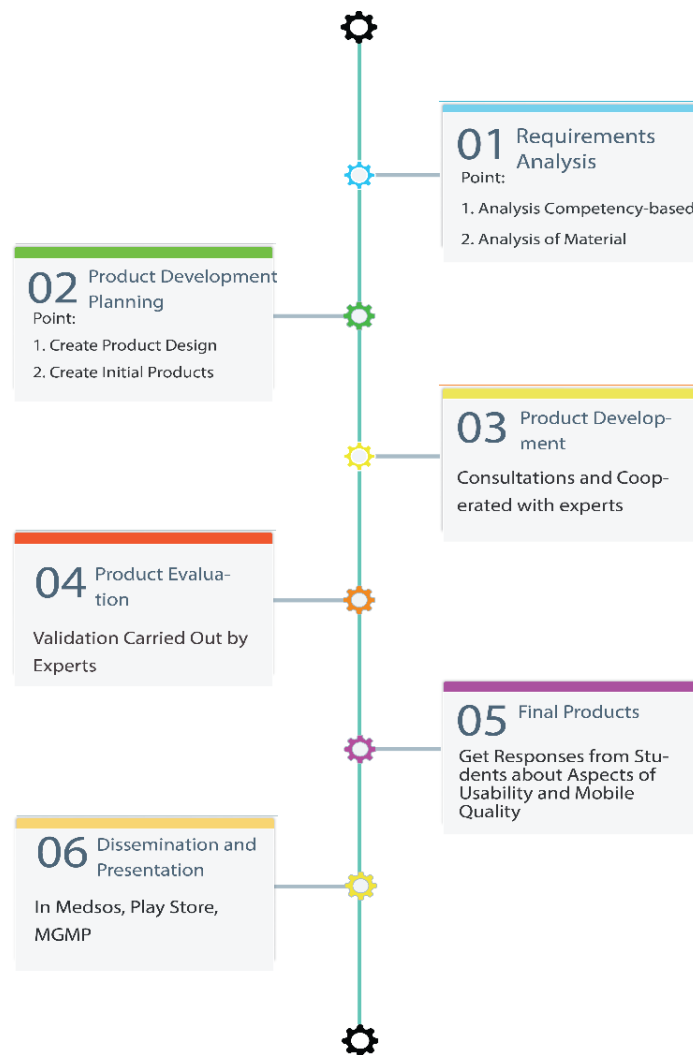 01 Requirements
Analysis
Point:
1. Analysis Competency-based
2. Analysis of Material
02 Product Development
Planning
Point:
1. Create Product Design
2. Create Initial Products
03 Product Develop-
ment
Consultations and Coop-
erated with experts
04 Product Evalua-
tion
Validation Carried Out by
Experts
05 Final Products
Get Responses from Stu-
dents about Aspects of
Usability and Mobile
Quality
06 Dissemination and
Presentation
In Medsos, Play Store,
MGMP